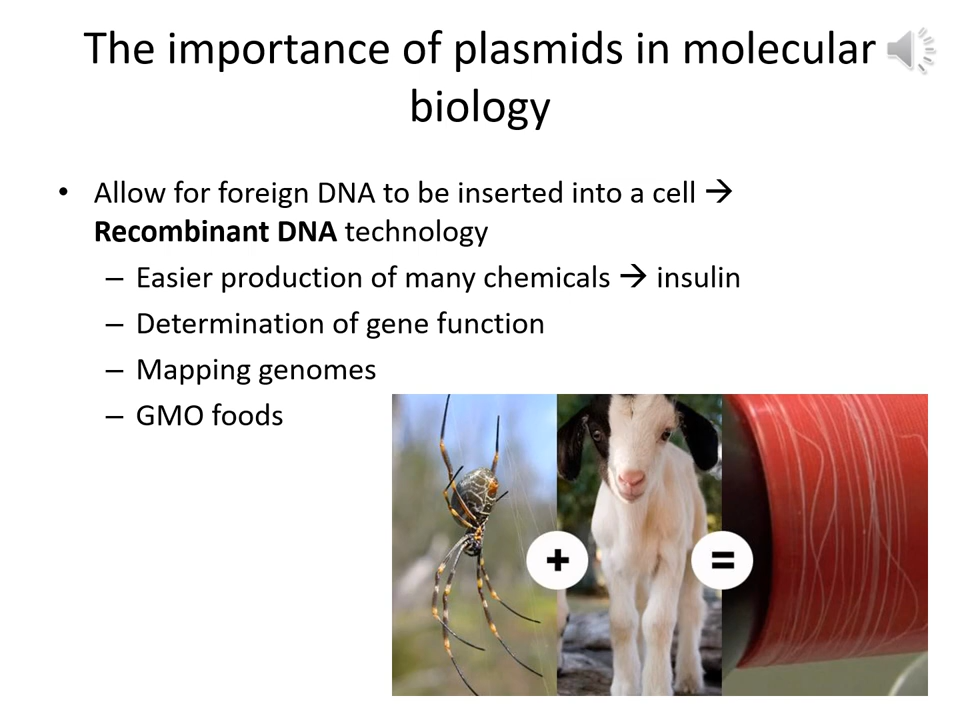 The importance of plasmids in molecular
biology
• Allow for foreign DNA to be inserted into a cell →
Recombinant DNA technology
– Easier production of many chemicals → insulin
– Determination of gene function
– Mapping genomes
– GMO foods
+ =